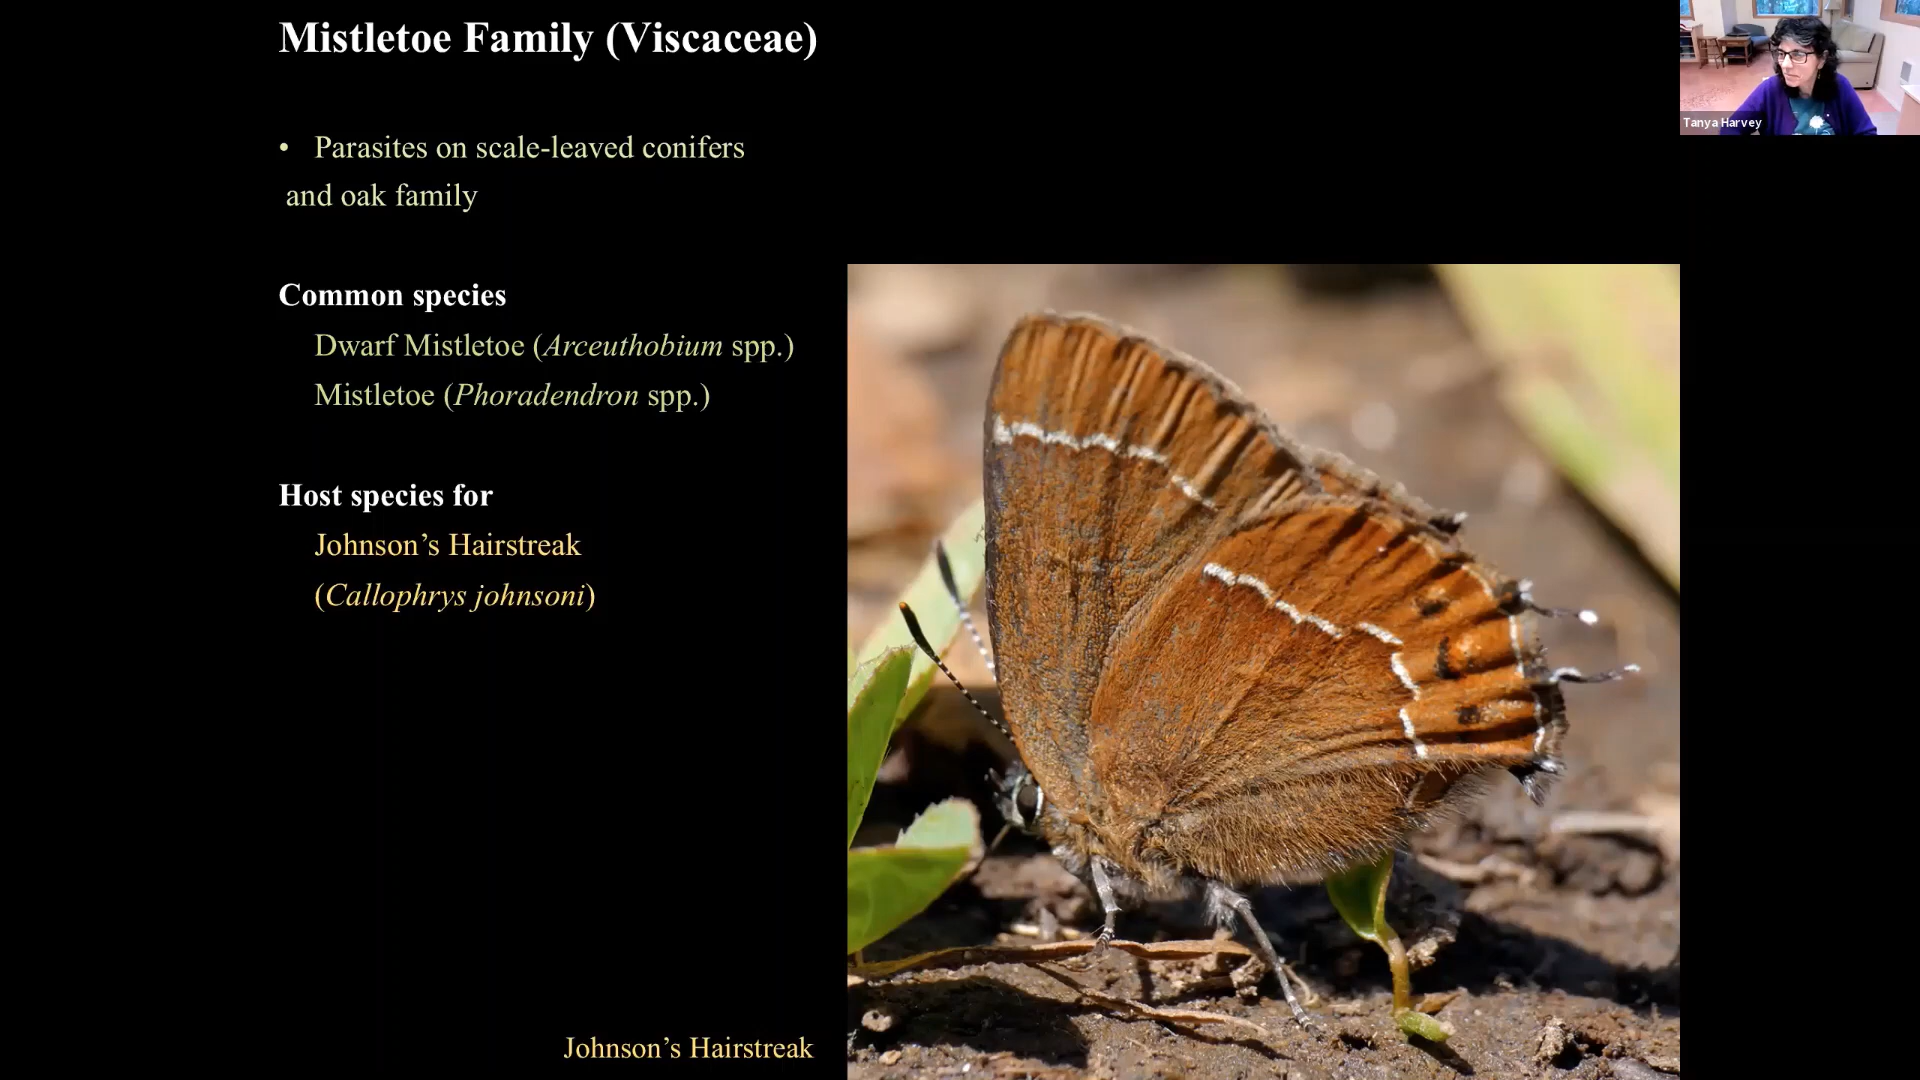 Mistletoe Family (Viscaceae)
• Parasites on scale-leaved conifers
and oak family
Common species
Dwarf Mistletoe (Arceuthobium spp.)
Mistletoe (Phoradendron spp.)
Host species for
Johnson’s Hairstreak
(Callophrys johnsoni)
Johnson’s Hairstreak
Tanya Harvey